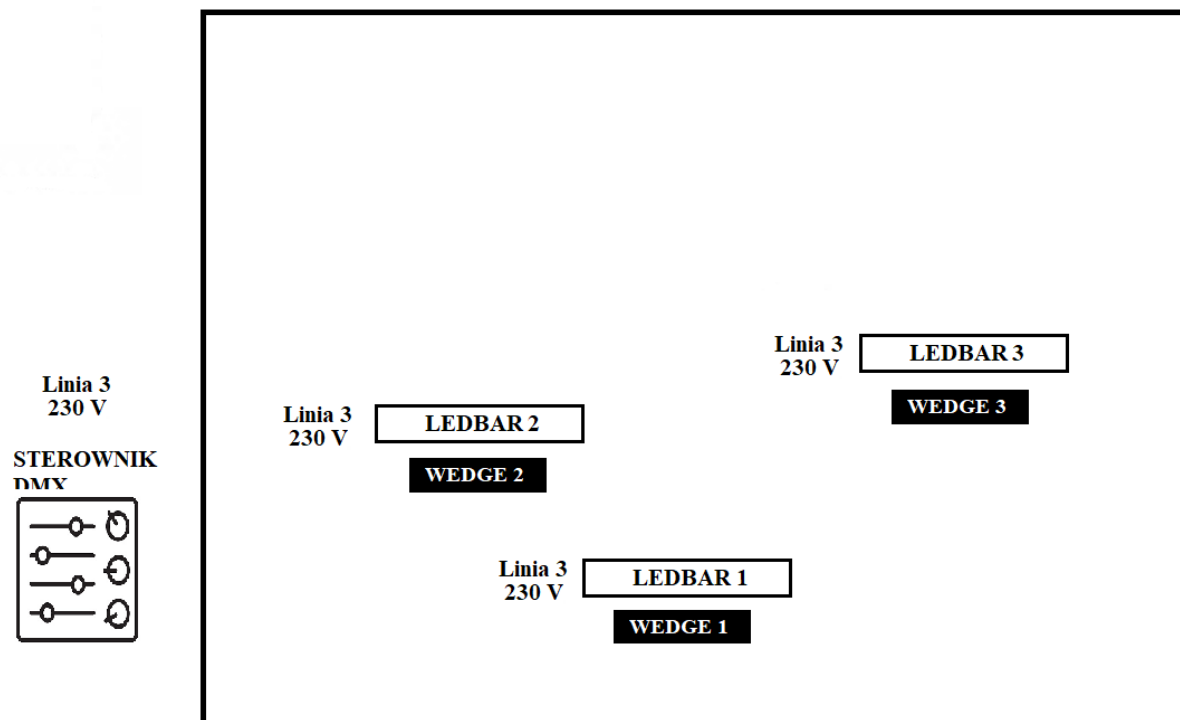 Linia 3
230 V
LEDBAR 3
WEDGE 3
Linia 3
230 V
STEROWNIK
DMX
Linia 3
230 V
LEDBAR 2
WEDGE 2
Linia 3
230 V
LEDBAR 1
WEDGE 1